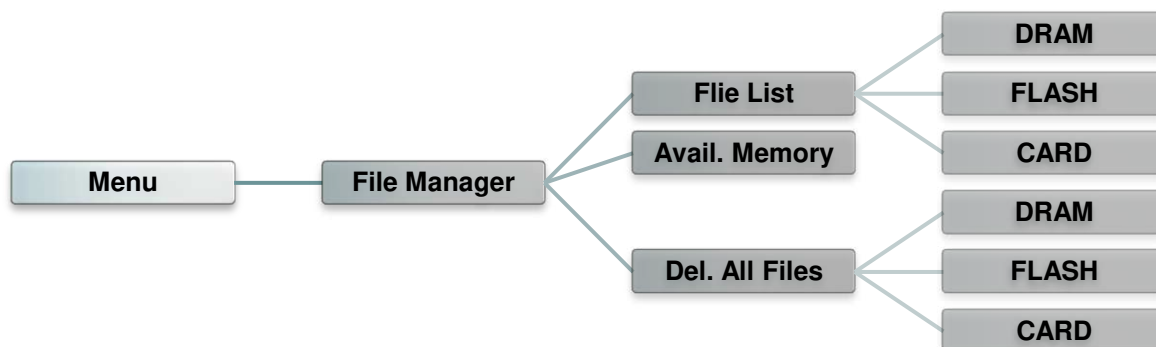 Menu
File Manager
Flie List
DRAM
FLASH
CARD
Avail. Memory
Del. All Files
DRAM
FLASH
CARD